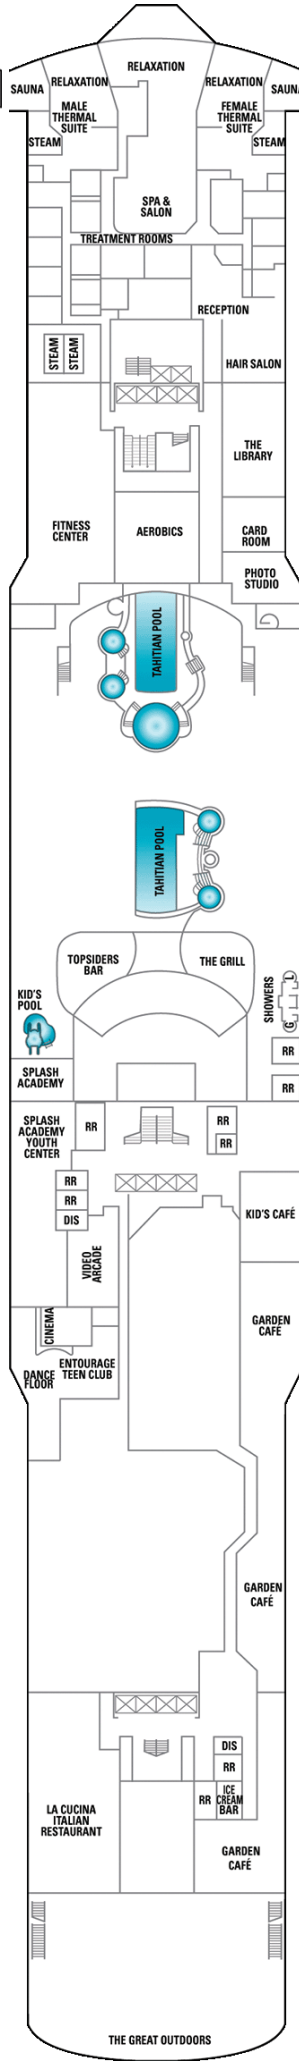 RELAXATION
SAUNA
RELAXATION
RELAXATION
SAUNA
MALE
THERMAL
SUITE
FEMALE
THERMAL
SUITE
STEAM
STEAM
SPA &
SALON
TREATMENT ROOMS
RECEPTION
STEAM
STEAM
HAIR SALON
THE
LIBRARY
FITNESS
CENTER
AEROBICS
CARD
ROOM
PHOTO
STUDIO
TAHITIAN POOL
TAHITIAN POOL
TOPSIDERS
BAR
THE GRILL
KID'S
POOL
SHOWERS
L
G
RR
SPLASH
ACADEMY
RR
SPLASH
ACADEMY
YOUTH
CENTER
RR
RR
RR
RR
RR
DIS
KID'S CAFÉ
VIDEO
ARCADE
CINEMA
GARDEN
CAFÉ
DANCE
FLOOR
ENTOURAGE
TEEN CLUB
GARDEN
CAFÉ
DIS
RR
RR
ICE
CREAM
BAR
LA CUCINA
ITALIAN
RESTAURANT
GARDEN
CAFÉ
THE GREAT OUTDOORS